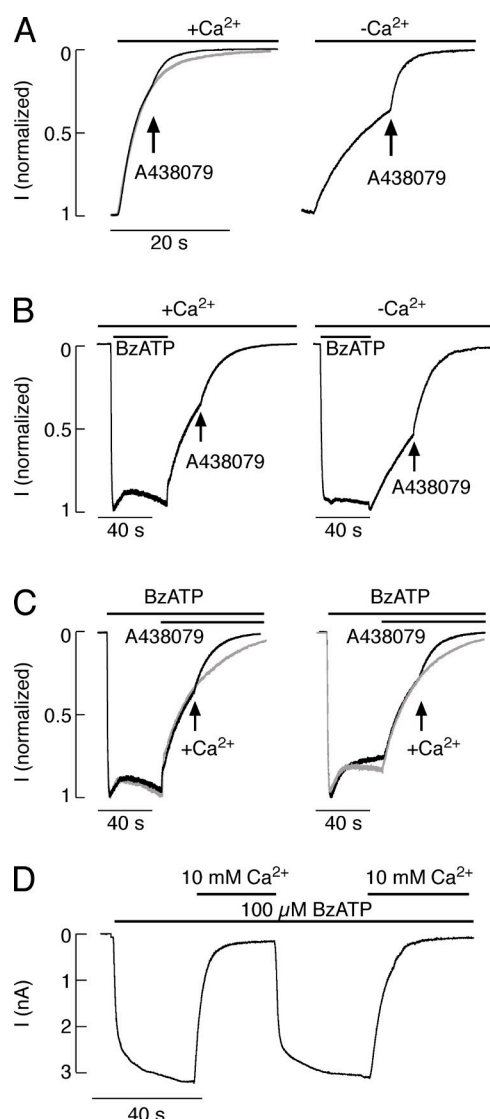 A
+Ca²⁺ -Ca²⁺
0
0.5
1
I (normalized)
A438079 A438079
20 s
B
+Ca²⁺ -Ca²⁺
BzATP BzATP
0
0.5
1
I (normalized)
A438079 A438079
40 s 40 s
C
BzATP BzATP
A438079 A438079
0
0.5
1
I (normalized)
+Ca²⁺ +Ca²⁺
40 s 40 s
D
10 mM Ca²⁺ 10 mM Ca²⁺
100 µM BzATP
0
1
2
3
I (nA)
40 s